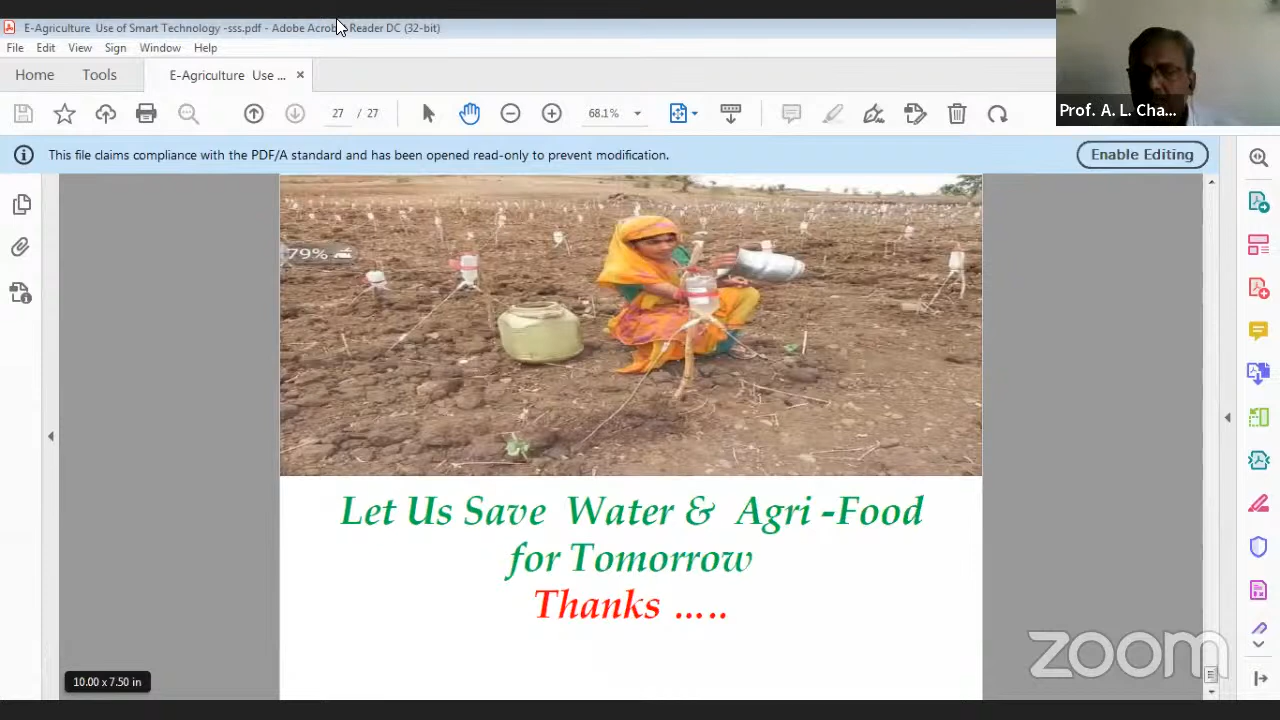 E-Agriculture Use of Smart Technology -sss.pdf - Adobe Acrobat Reader DC (32-bit)
File Edit View Sign Window Help
Home Tools E-Agriculture Use ... ×
27 / 27 68.1%
Prof. A. L. Cha...
This file claims compliance with the PDF/A standard and has been opened read-only to prevent modification. Enable Editing
79%
Let Us Save Water & Agri -Food
for Tomorrow
Thanks .....
zoom
10.00 x 7.50 in